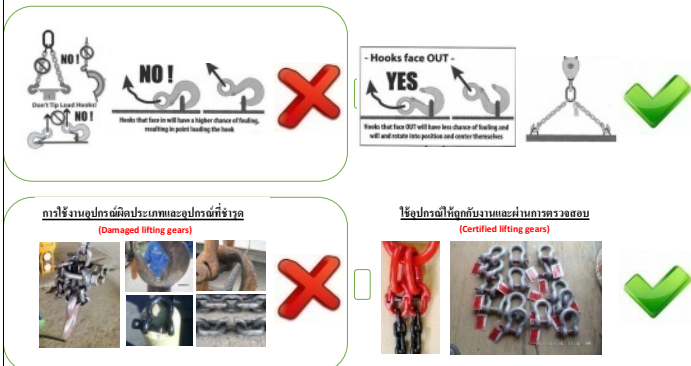 NO !
Don't Tip Load Hooks!
NO !
NO !
Hooks that face in will have a higher chance of fouling,
resulting in point loading the hook
- Hooks face OUT -
YES
Hooks that face OUT will have less chance of fouling and
will and rotate into position and center themselves
การใช้งานอุปกรณ์ผิดประเภทและอุปกรณ์ที่ชำรุด
(Damaged lifting gears)
ใช้อุปกรณ์ให้ถูกกับงานและผ่านการตรวจสอบ
(Certified lifting gears)